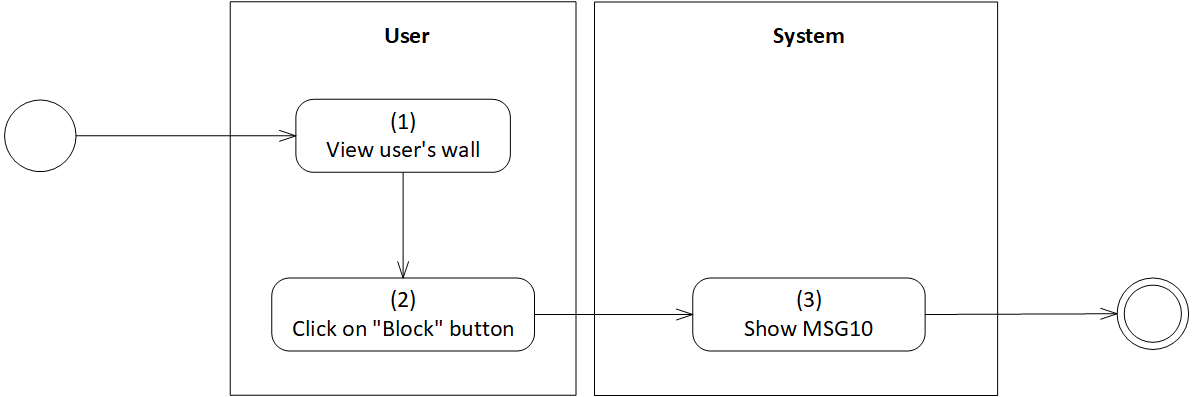 User
System
(1)
View user's wall
(2)
Click on "Block" button
(3)
Show MSG10